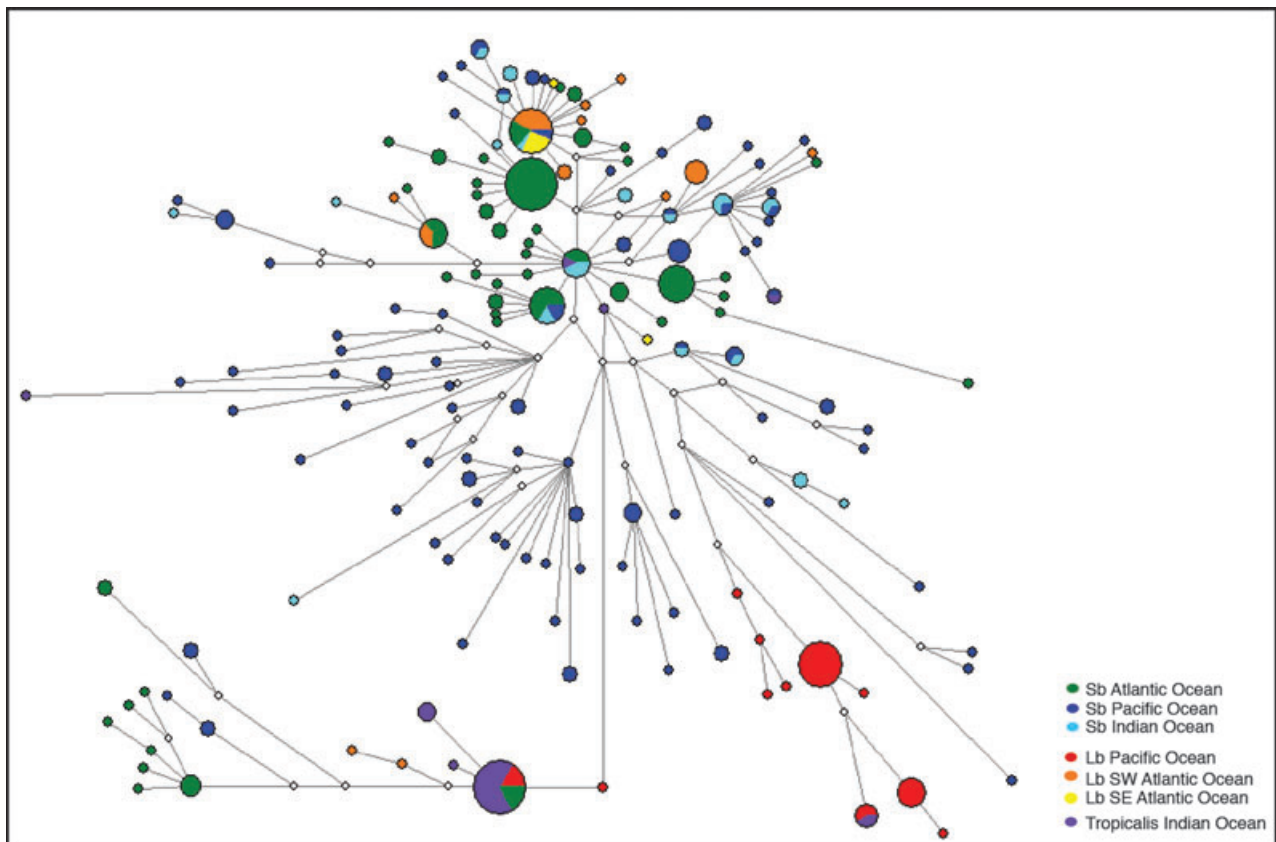 Sb Atlantic Ocean
Sb Pacific Ocean
Sb Indian Ocean
Lb Pacific Ocean
Lb SW Atlantic Ocean
Lb SE Atlantic Ocean
Tropicalis Indian Ocean